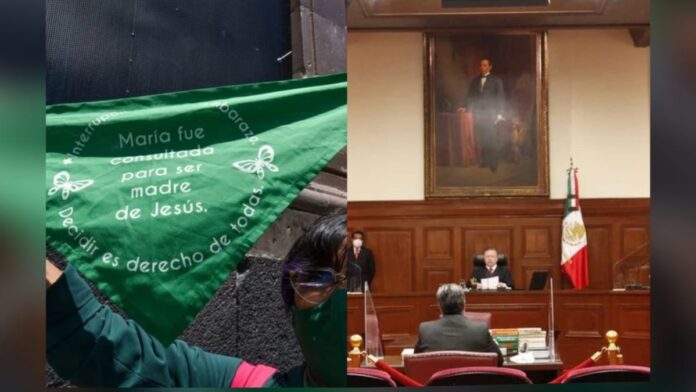 María fue
consultada
para ser
madre
de Jesús.
Decidir es derecho de todas.